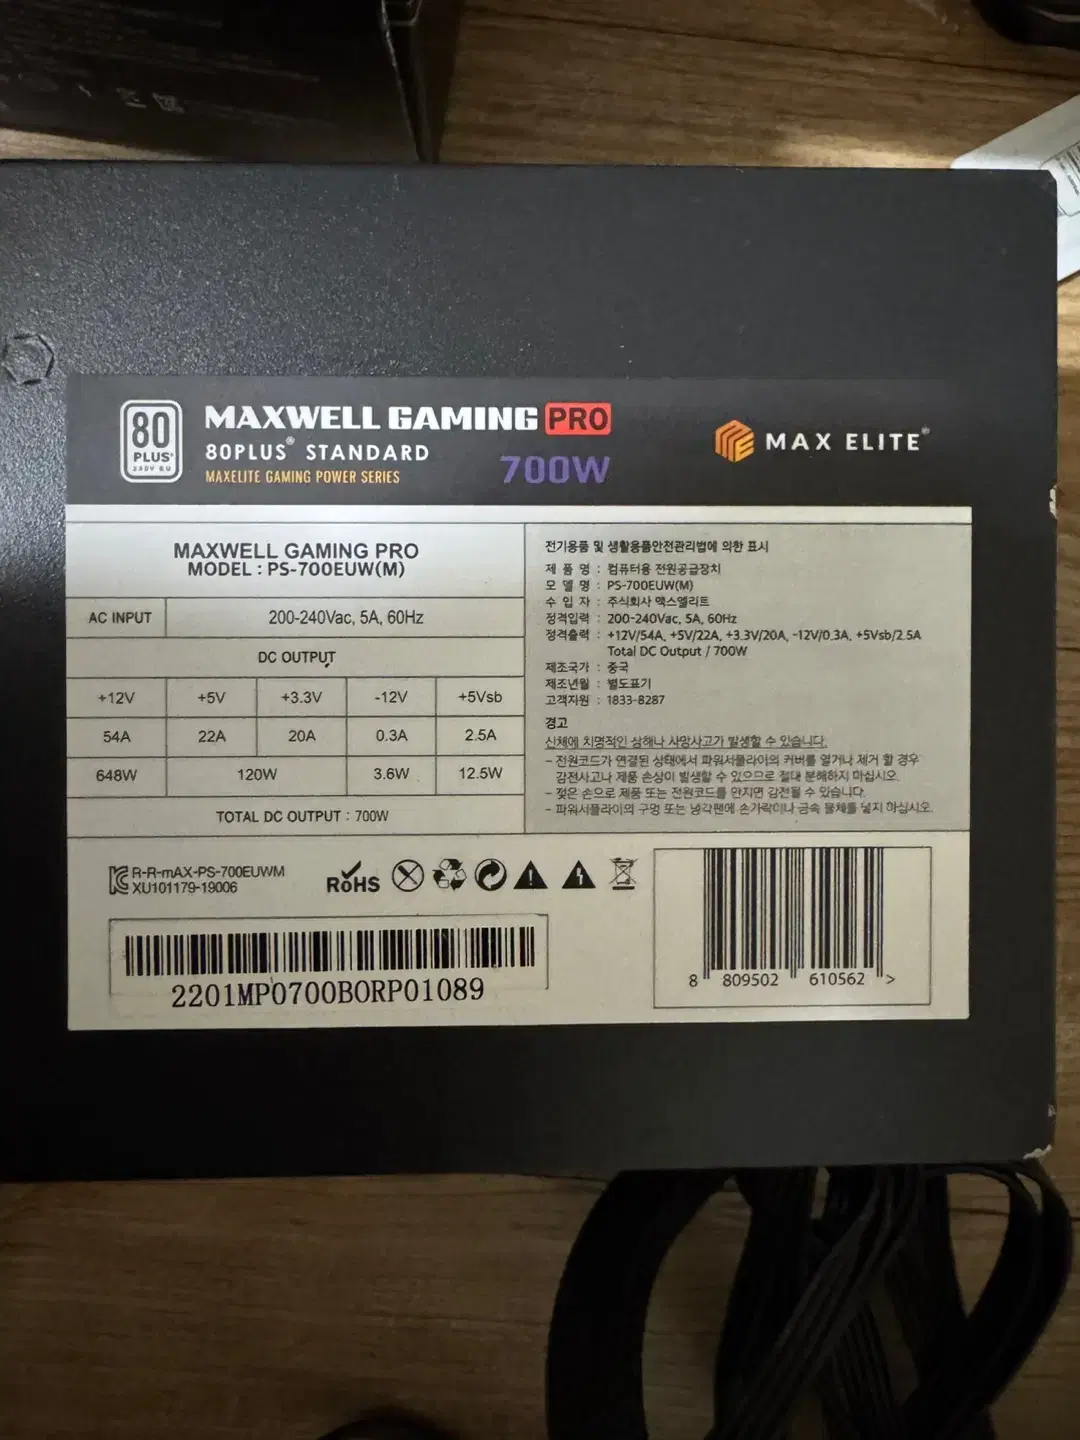 80
PLUS
230V EU
MAXWELL GAMING PRO
80PLUS® STANDARD
MAXELITE GAMING POWER SERIES
700W
MAX ELITE®
MAXWELL GAMING PRO
MODEL : PS-700EUW(M)
AC INPUT 200-240Vac, 5A, 60Hz
DC OUTPUT
+12V +5V +3.3V -12V +5Vsb
54A 22A 20A 0.3A 2.5A
648W 120W 3.6W 12.5W
TOTAL DC OUTPUT : 700W
전기용품 및 생활용품안전관리법에 의한 표시
제 품 명 : 컴퓨터용 전원공급장치
모 델 명 : PS-700EUW(M)
수 입 자 : 주식회사 맥스엘리트
정격입력 : 200-240Vac, 5A, 60Hz
정격출력 : +12V/54A, +5V/22A, +3.3V/20A, -12V/0.3A, +5Vsb/2.5A
Total DC Output / 700W
제조국가 : 중국
제조년월 : 별도표기
고객지원 : 1833-8287
경고
신체에 치명적인 상해나 사망사고가 발생할 수 있습니다.
- 전원코드가 연결된 상태에서 파워서플라이의 커버를 열거나 제거 할 경우
감전사고나 제품 손상이 발생할 수 있으므로 절대 분해하지 마십시오.
- 젖은 손으로 제품 또는 전원코드를 만지면 감전될 수 있습니다.
- 파워서플라이의 구멍 또는 냉각팬에 손가락이나 금속 물체를 넣지 마십시오.
R-R-mAX-PS-700EUWM
XU101179-19006
RoHS
2201MP0700BORP01089
8 809502 610562 >